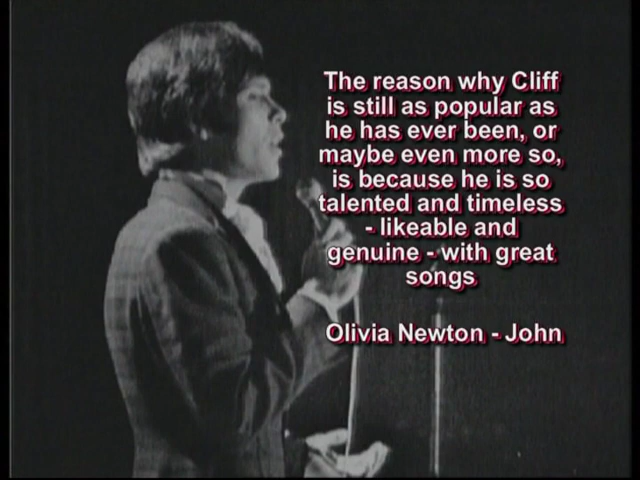 The reason why Cliff
is still as popular as
he has ever been, or
maybe even more so,
is because he is so
talented and timeless
- likeable and
genuine - with great
songs
Olivia Newton - John